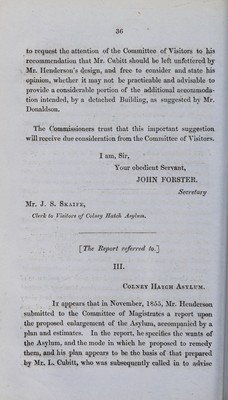 36
to request the attention of the Committee of Visitors to his
recommendation that Mr. Cubitt should be left unfettered by
Mr. Henderson's design, and free to consider and state his
opinion, whether it may not be practicable and advisable to
provide a considerable portion of the additional accommoda-
tion intended, by a detached Building, as suggested by Mr.
Donaldson.
The Commissioners trust that this important suggestion
will receive due consideration from the Committee of Visitors.
I am, Sir,
Your obedient Servant,
JOHN FORSTER.
Secretary
Mr. J. S. Skaife,
Clerk to Visitors of Colney Hatch Asylum.
[The Report referred to.]
III.
Colney Hatch Asylum.
It appears that in November, 1855, Mr. Henderson
submitted to the Committee of Magistrates a report upon
the proposed enlargement of the Asylum, accompanied by a
plan and estimates. In the report, he specifies the wants of
the Asylum, and the mode in which he proposed to remedy
them, and his plan appears to be the basis of that prepared
by Mr. L. Cubitt, who was subsequently called in to advise